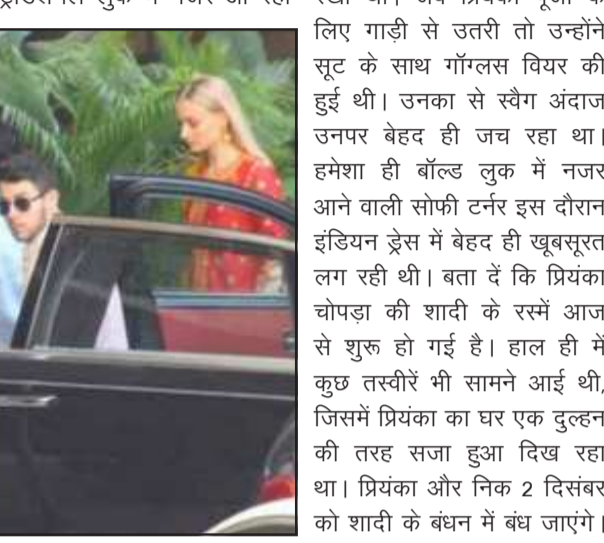 लिए गाड़ी से उतरी तो उन्होंने
सूट के साथ गॉग्लस वियर की
हुई थी। उनका से स्वैग अंदाज
उनपर बेहद ही जच रहा था।
हमेशा ही बॉल्ड लुक में नजर
आने वाली सोफी टर्नर इस दौरान
इंडियन ड्रेस में बेहद ही खूबसूरत
लग रही थी। बता दें कि प्रियंका
चोपड़ा की शादी के रस्में आज
से शुरू हो गई है। हाल ही में
कुछ तस्वीरें भी सामने आई थी,
जिसमें प्रियंका का घर एक दुल्हन
की तरह सजा हुआ दिख रहा
था। प्रियंका और निक 2 दिसंबर
को शादी के बंधन में बंध जाएंगे।